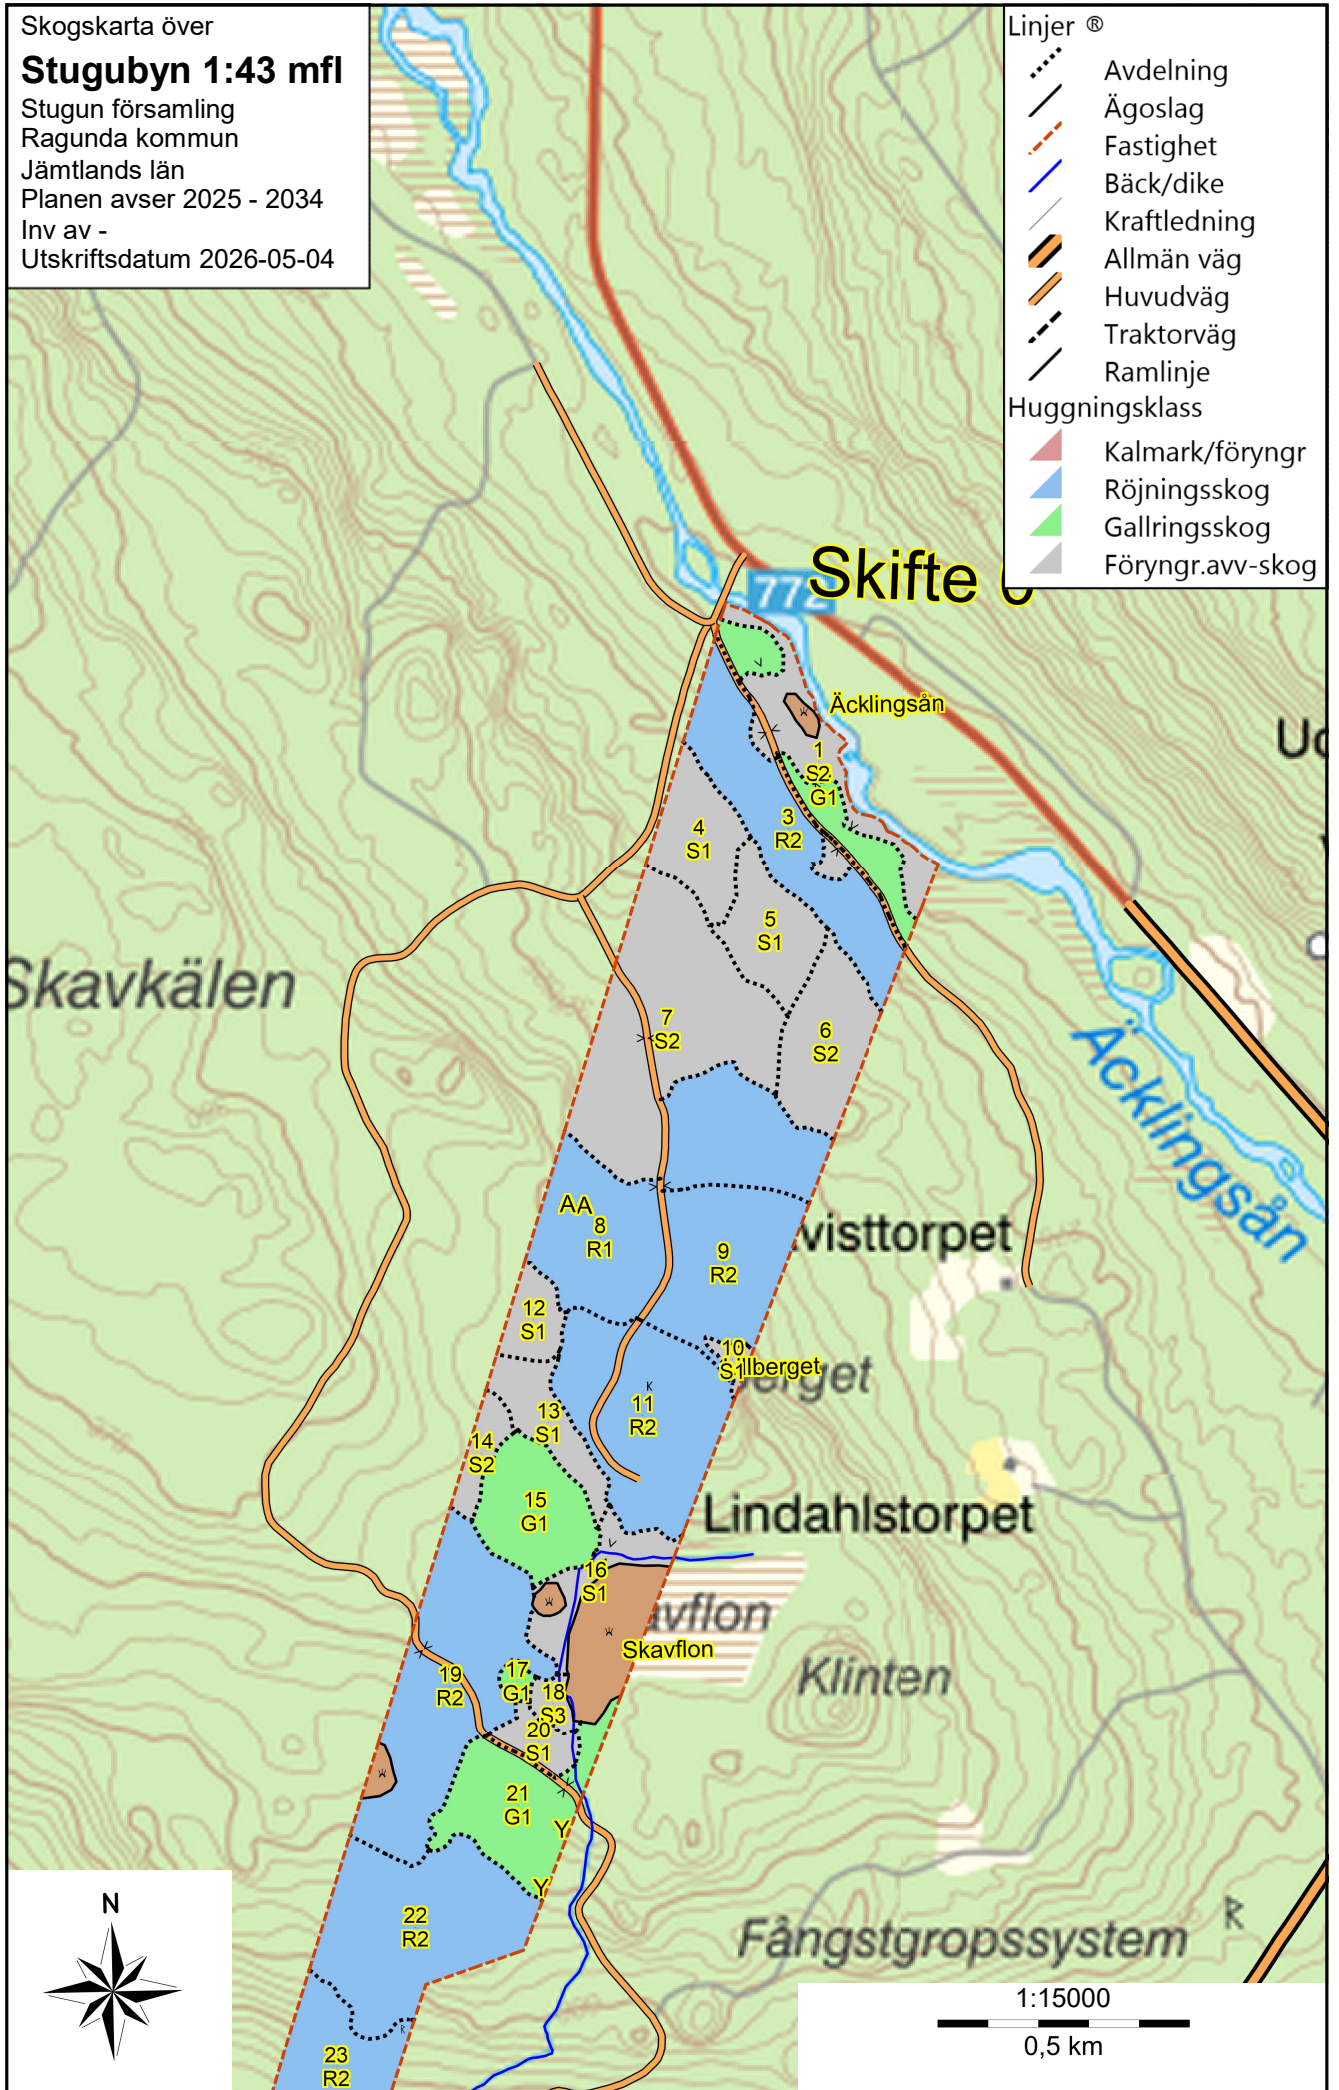 Skogskarta över
Stugubyn 1:43 mfl
Stugun församling
Ragunda kommun
Jämtlands län
Planen avser 2025 - 2034
Inv av -
Utskriftsdatum 2026-05-04
Linjer ®
Avdelning
Ägoslag
Fastighet
Bäck/dike
Kraftledning
Allmän väg
Huvudväg
Traktorväg
Ramlinje
Huggningsklass
Kalmark/föryngr
Röjningsskog
Gallringsskog
Föryngr.avv-skog
Skifte
772
Äcklingsån
1
S2
G1
3
R2
4
S1
5
S1
6
S2
7
S2
Skavkälen
Äcklingsån
AA
8
R1
9
R2
visttorpet
10
S1
12
S1
11
R2
13
S1
14
S2
15
G1
Lindahlstorpet
16
S1
avflon
Skavflon
Klinten
17
G1
18
S3
19
R2
20
S1
21
G1
Y
Y
22
R2
Fångstgropssystem
R
N
23
R2
1:15000
0,5 km